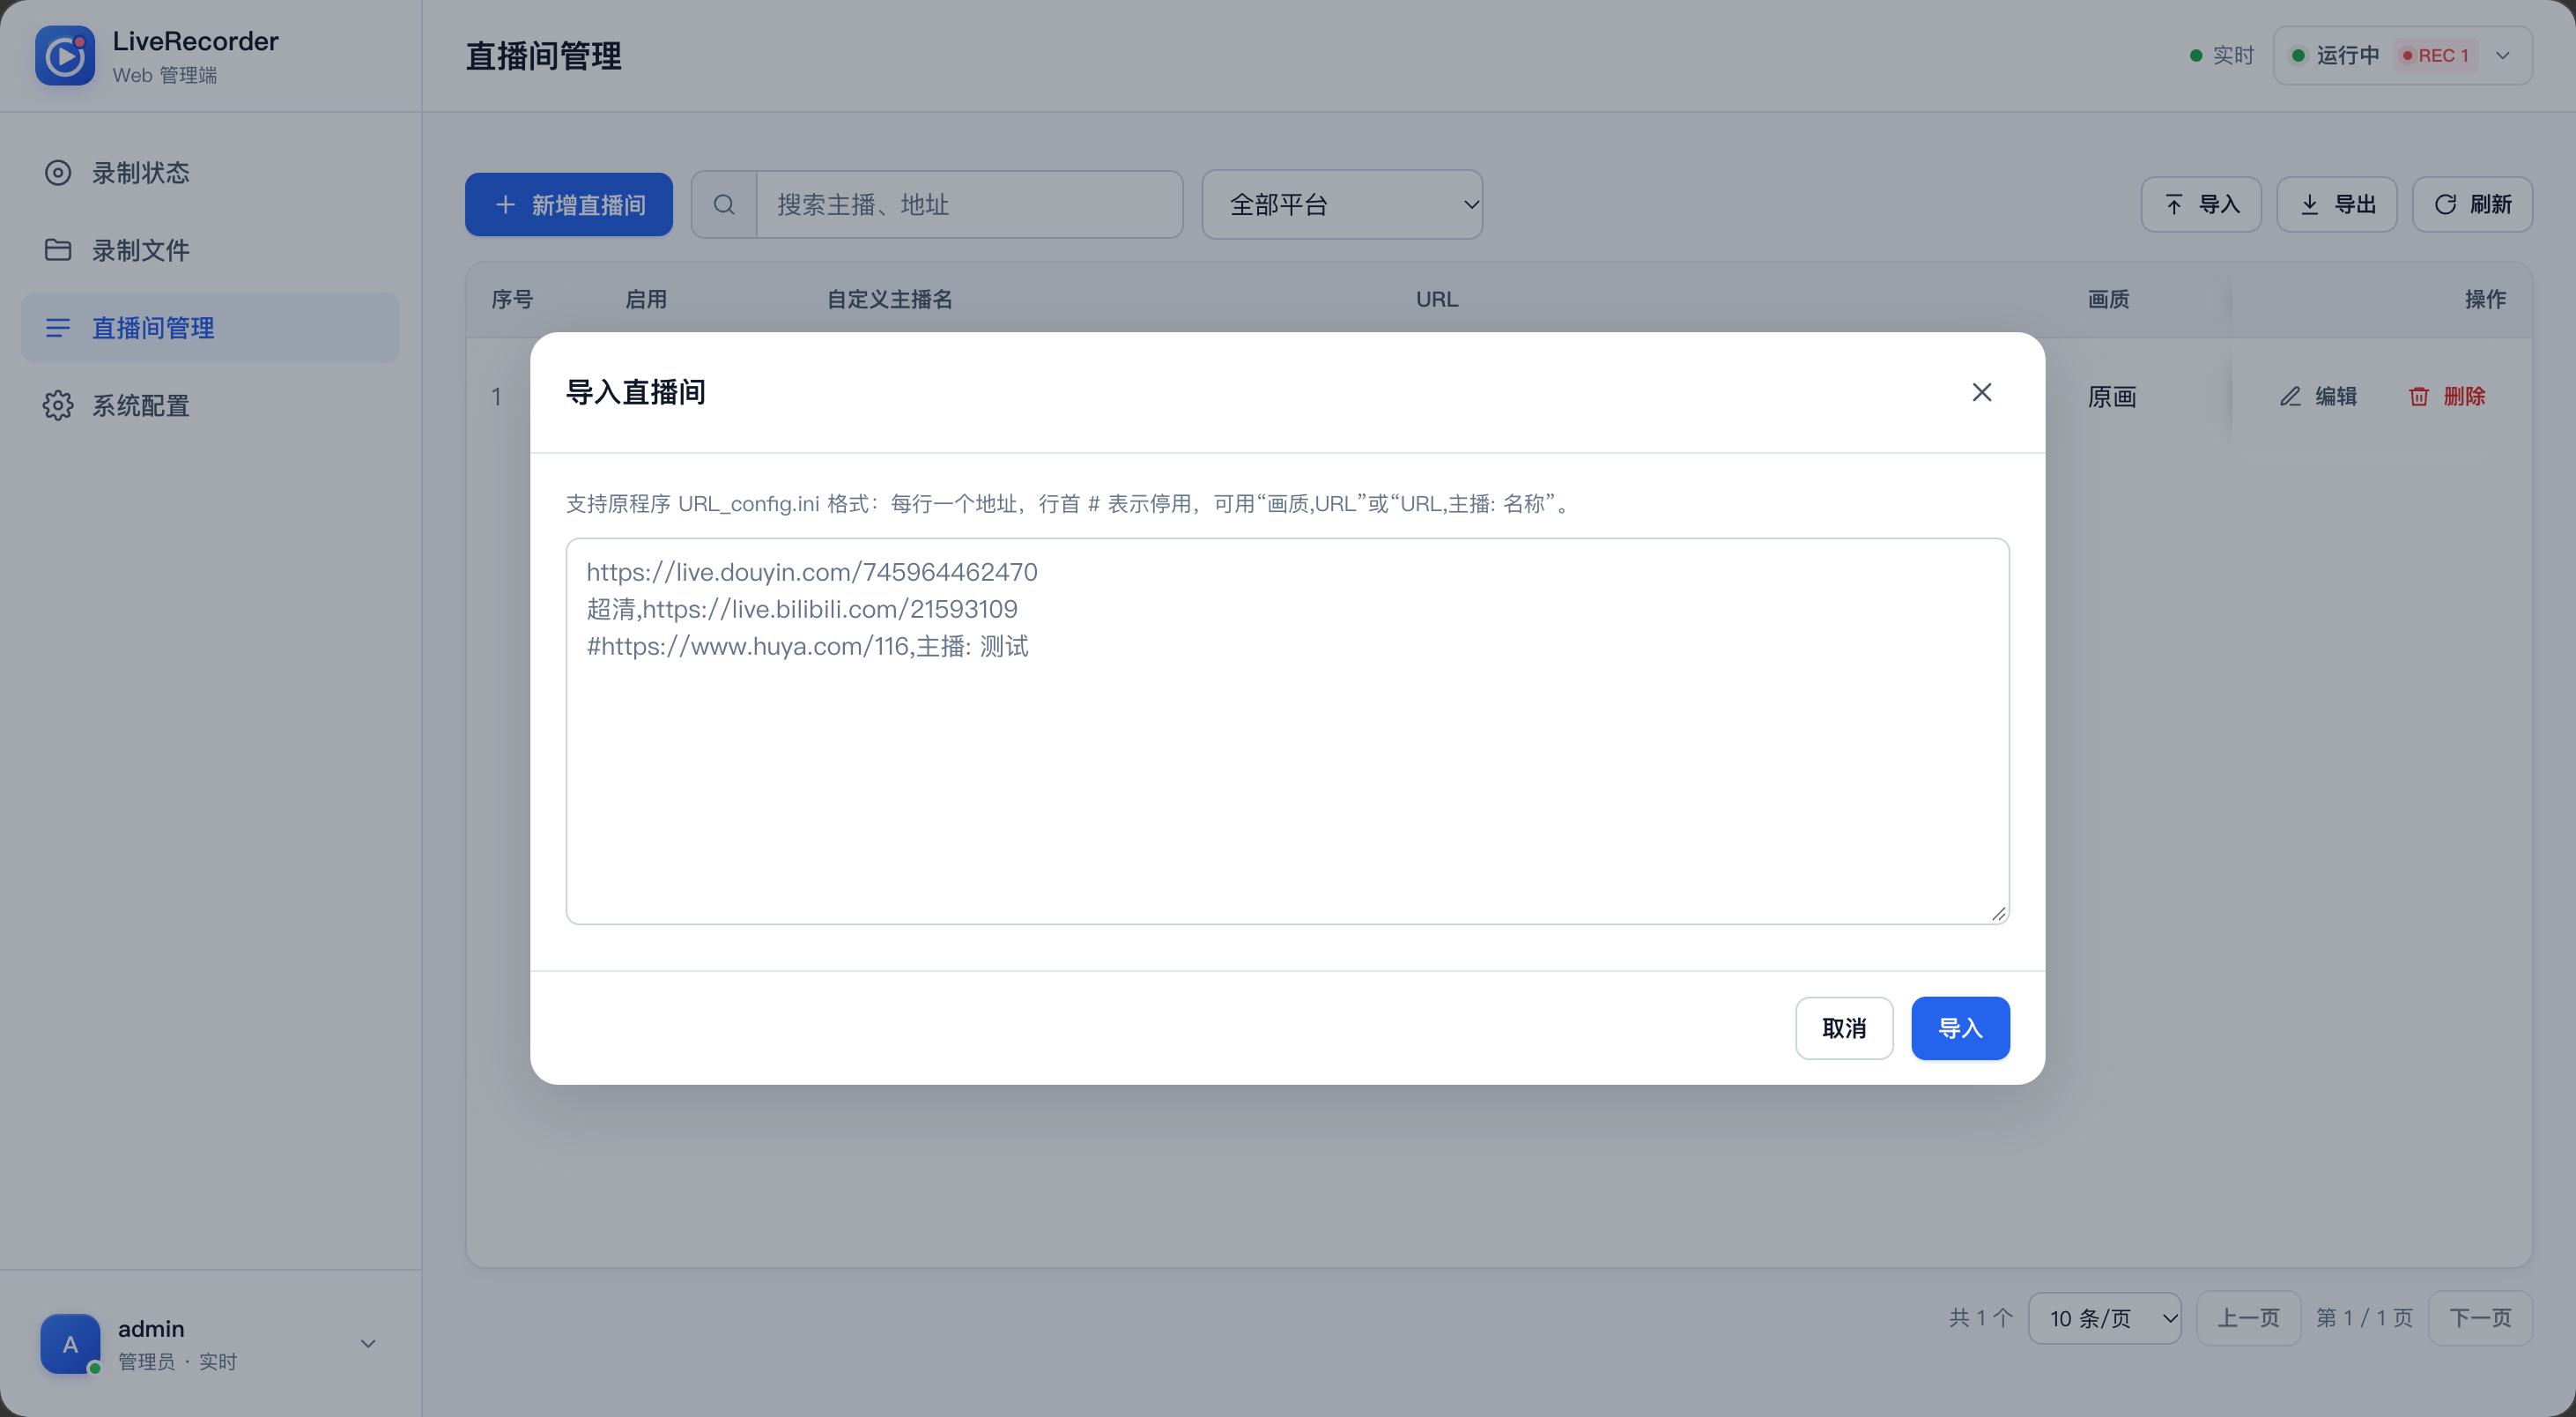 LiveRecorder
Web 管理端
录制状态
录制文件
直播间管理
系统配置
A
admin
管理员 · 实时
直播间管理
实时
运行中
REC 1
新增直播间
搜索主播、地址
全部平台
导入
导出
刷新
序号 启用 自定义主播名 URL 画质 操作
1 原画 编辑 删除
导入直播间
支持原程序 URL_config.ini 格式：每行一个地址，行首 # 表示停用，可用“画质,URL”或“URL,主播: 名称”。
https://live.douyin.com/745964462470
超清,https://live.bilibili.com/21593109
#https://www.huya.com/116,主播: 测试
取消
导入
共 1 个
10 条/页
上一页
第 1 / 1 页
下一页